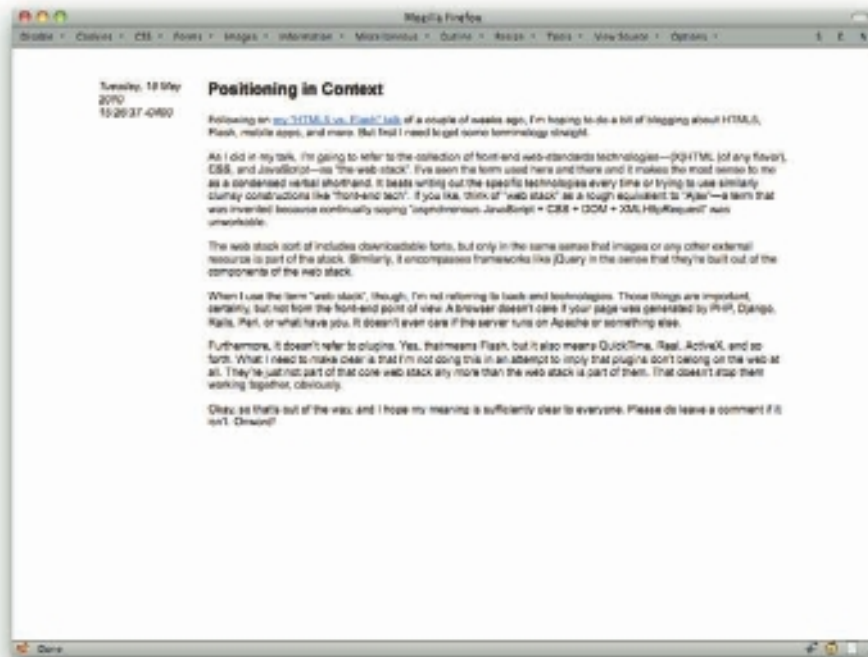 Mozilla Firefox
Disable Cookies CSS Forms Images Information Miscellaneous Outline Resize Tools View Source Options
Tuesday, 18 May
2010
Positioning in Context
Following on my "HTML5 vs. Flash" talk of a couple of weeks ago, I'm hoping to do a bit of blogging about HTML5,
Flash, mobile apps, and more. But first I need to get some terminology straight.
As I did in my talk, I'm going to refer to the collection of front-end web-standards technologies—(X)HTML (of any flavor),
CSS, and JavaScript—as "the web stack". I've seen the term used here and there and it makes the most sense to me
as a condensed verbal shorthand. It beats writing out the specific technologies every time or trying to use similarly
clumsy constructions like "front-end tech". If you like, think of "web stack" as a rough equivalent to "Ajax"—a term that
was invented because continually saying "asynchronous JavaScript + CSS + DOM + XMLHttpRequest" was
unworkable.
The web stack sort of includes downloadable fonts, but only in the same sense that images or any other external
resource is part of the stack. Similarly, it encompasses frameworks like jQuery in the sense that they're built out of the
components of the web stack.
When I use the term "web stack", though, I'm not referring to back-end technologies. Those things are important,
certainly, but not from the front-end point of view. A browser doesn't care if your page was generated by PHP, Django,
Rails, Perl, or what have you. It doesn't even care if the server runs on Apache or something else.
Furthermore, it doesn't refer to plugins. Yes, that means Flash, but it also means QuickTime, Real, ActiveX, and so
forth. What I need to make clear is that I'm not doing this in an attempt to imply that plugins don't belong on the web at
all. They're just not part of that core web stack any more than the web stack is part of them. That doesn't stop them
working together, obviously.
Okay, so that's out of the way, and I hope my meaning is sufficiently clear to everyone. Please do leave a comment if it
isn't. Onward!
Done